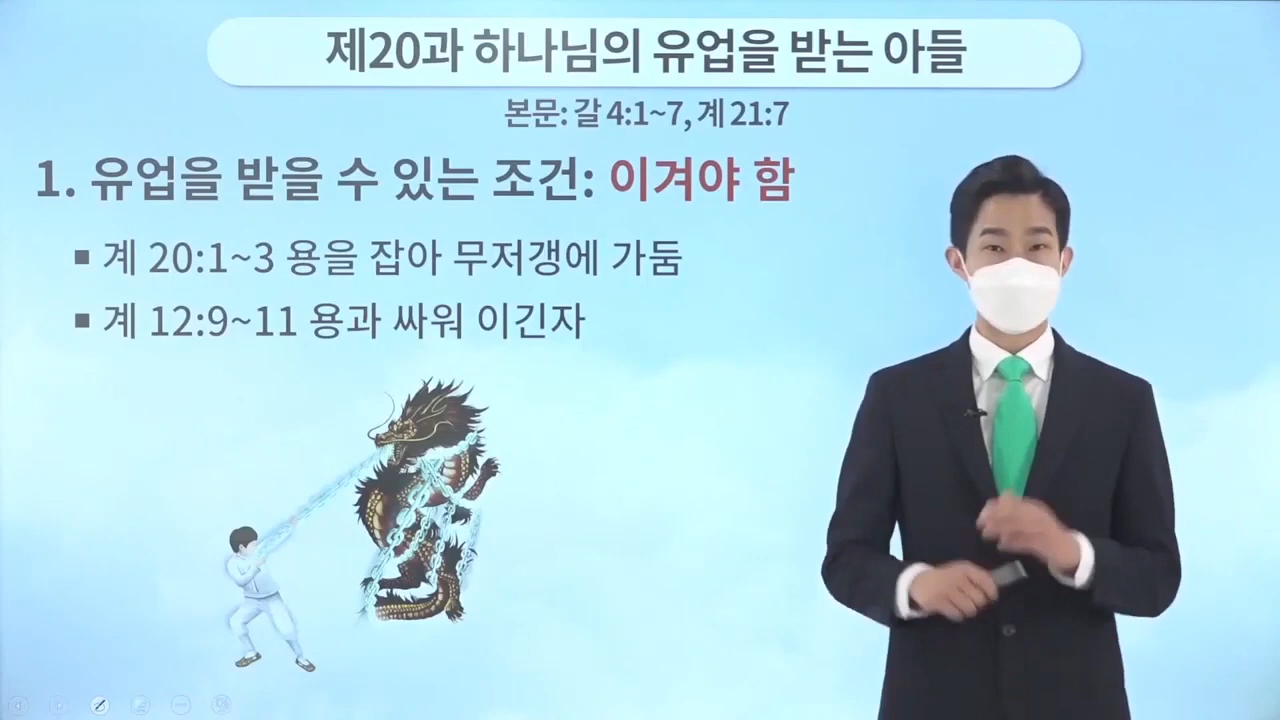 제20과 하나님의 유업을 받는 아들
본문: 갈 4:1~7, 계 21:7
1. 유업을 받을 수 있는 조건: 이겨야 함
▪ 계 20:1~3 용을 잡아 무저갱에 가둠
▪ 계 12:9~11 용과 싸워 이긴자